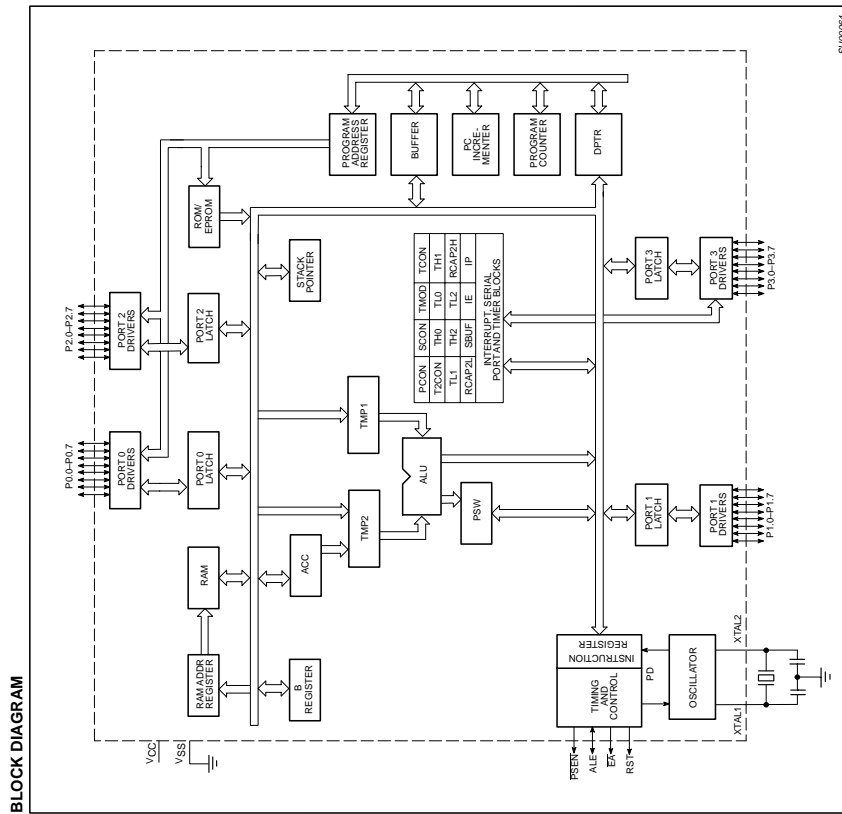 BLOCK DIAGRAM
P0.0–P0.7
P2.0–P2.7
VCC
VSS
PORT 0
DRIVERS
PORT 2
DRIVERS
RAM ADDR
REGISTER
RAM
PORT 0
LATCH
PORT 2
LATCH
ROM/
EPROM
B
REGISTER
ACC
STACK
POINTER
TMP2
TMP1
ALU
PSW
PROGRAM
ADDRESS
REGISTER
BUFFER
PC
INCRE-
MENTER
PROGRAM
COUNTER
DPTR
PCON SCON TMOD TCON
T2CON TH0 TL0 TH1
TL1 TH2 TL2 RCAP2H
RCAP2L SBUF IE IP
INTERRUPT, SERIAL
PORT AND TIMER BLOCKS
PSEN
ALE
EA
RST
TIMING
AND
CONTROL
INSTRUCTION
REGISTER
PD
OSCILLATOR
XTAL1
XTAL2
PORT 1
LATCH
PORT 3
LATCH
PORT 1
DRIVERS
PORT 3
DRIVERS
P1.0–P1.7
P3.0–P3.7